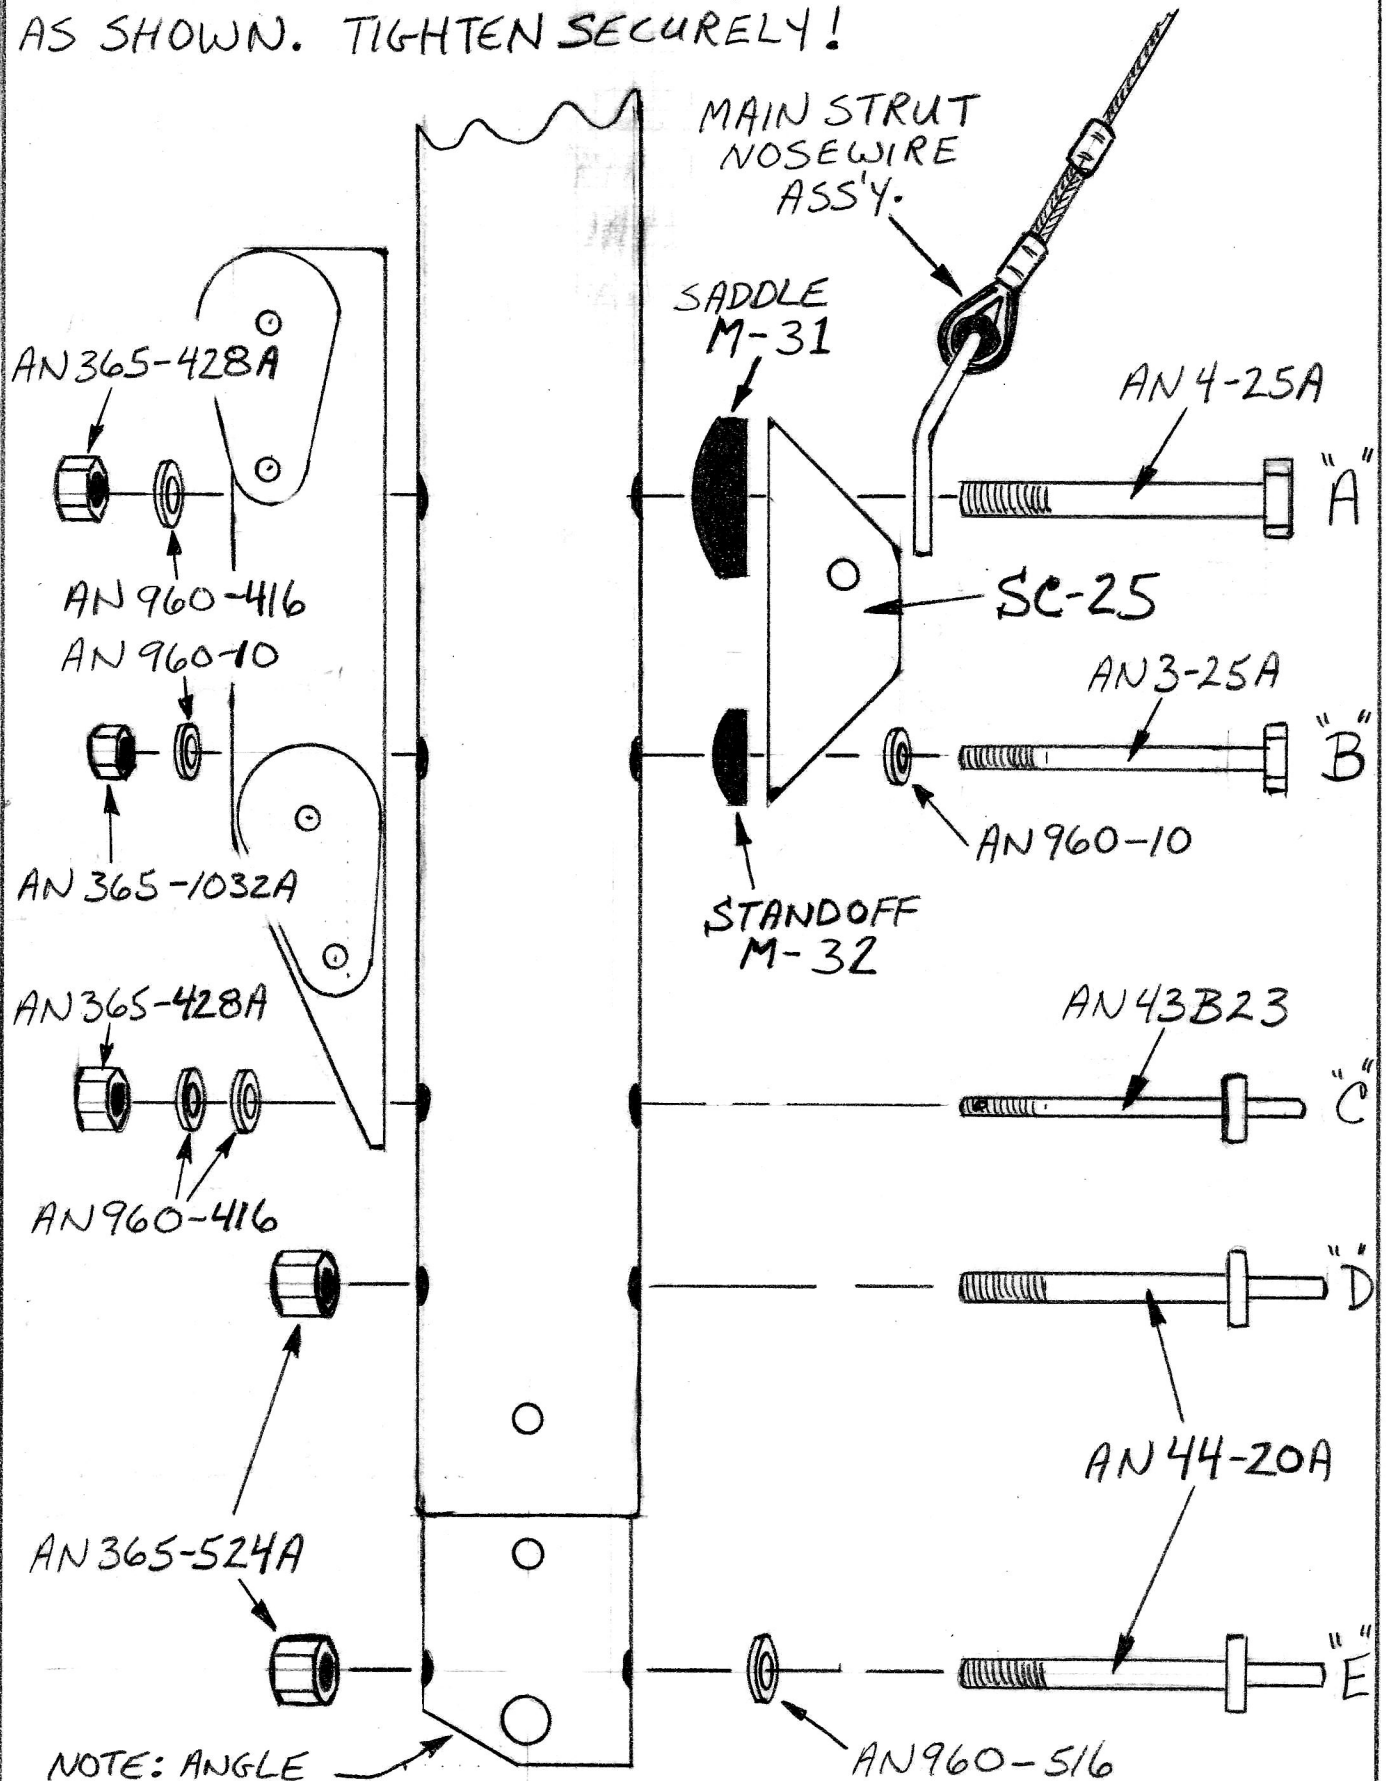 AS SHOWN. TIGHTEN SECURELY!
MAIN STRUT
NOSEWIRE
ASS'Y.
SADDLE
M-31
AN365-428A
AN4-25A
"A"
AN960-416
SC-25
AN960-10
AN3-25A
"B"
AN960-10
AN365-1032A
STANDOFF
M-32
AN365-428A
AN43B23
"C"
AN960-416
"D"
AN44-20A
AN365-524A
"E"
NOTE: ANGLE
AN960-516